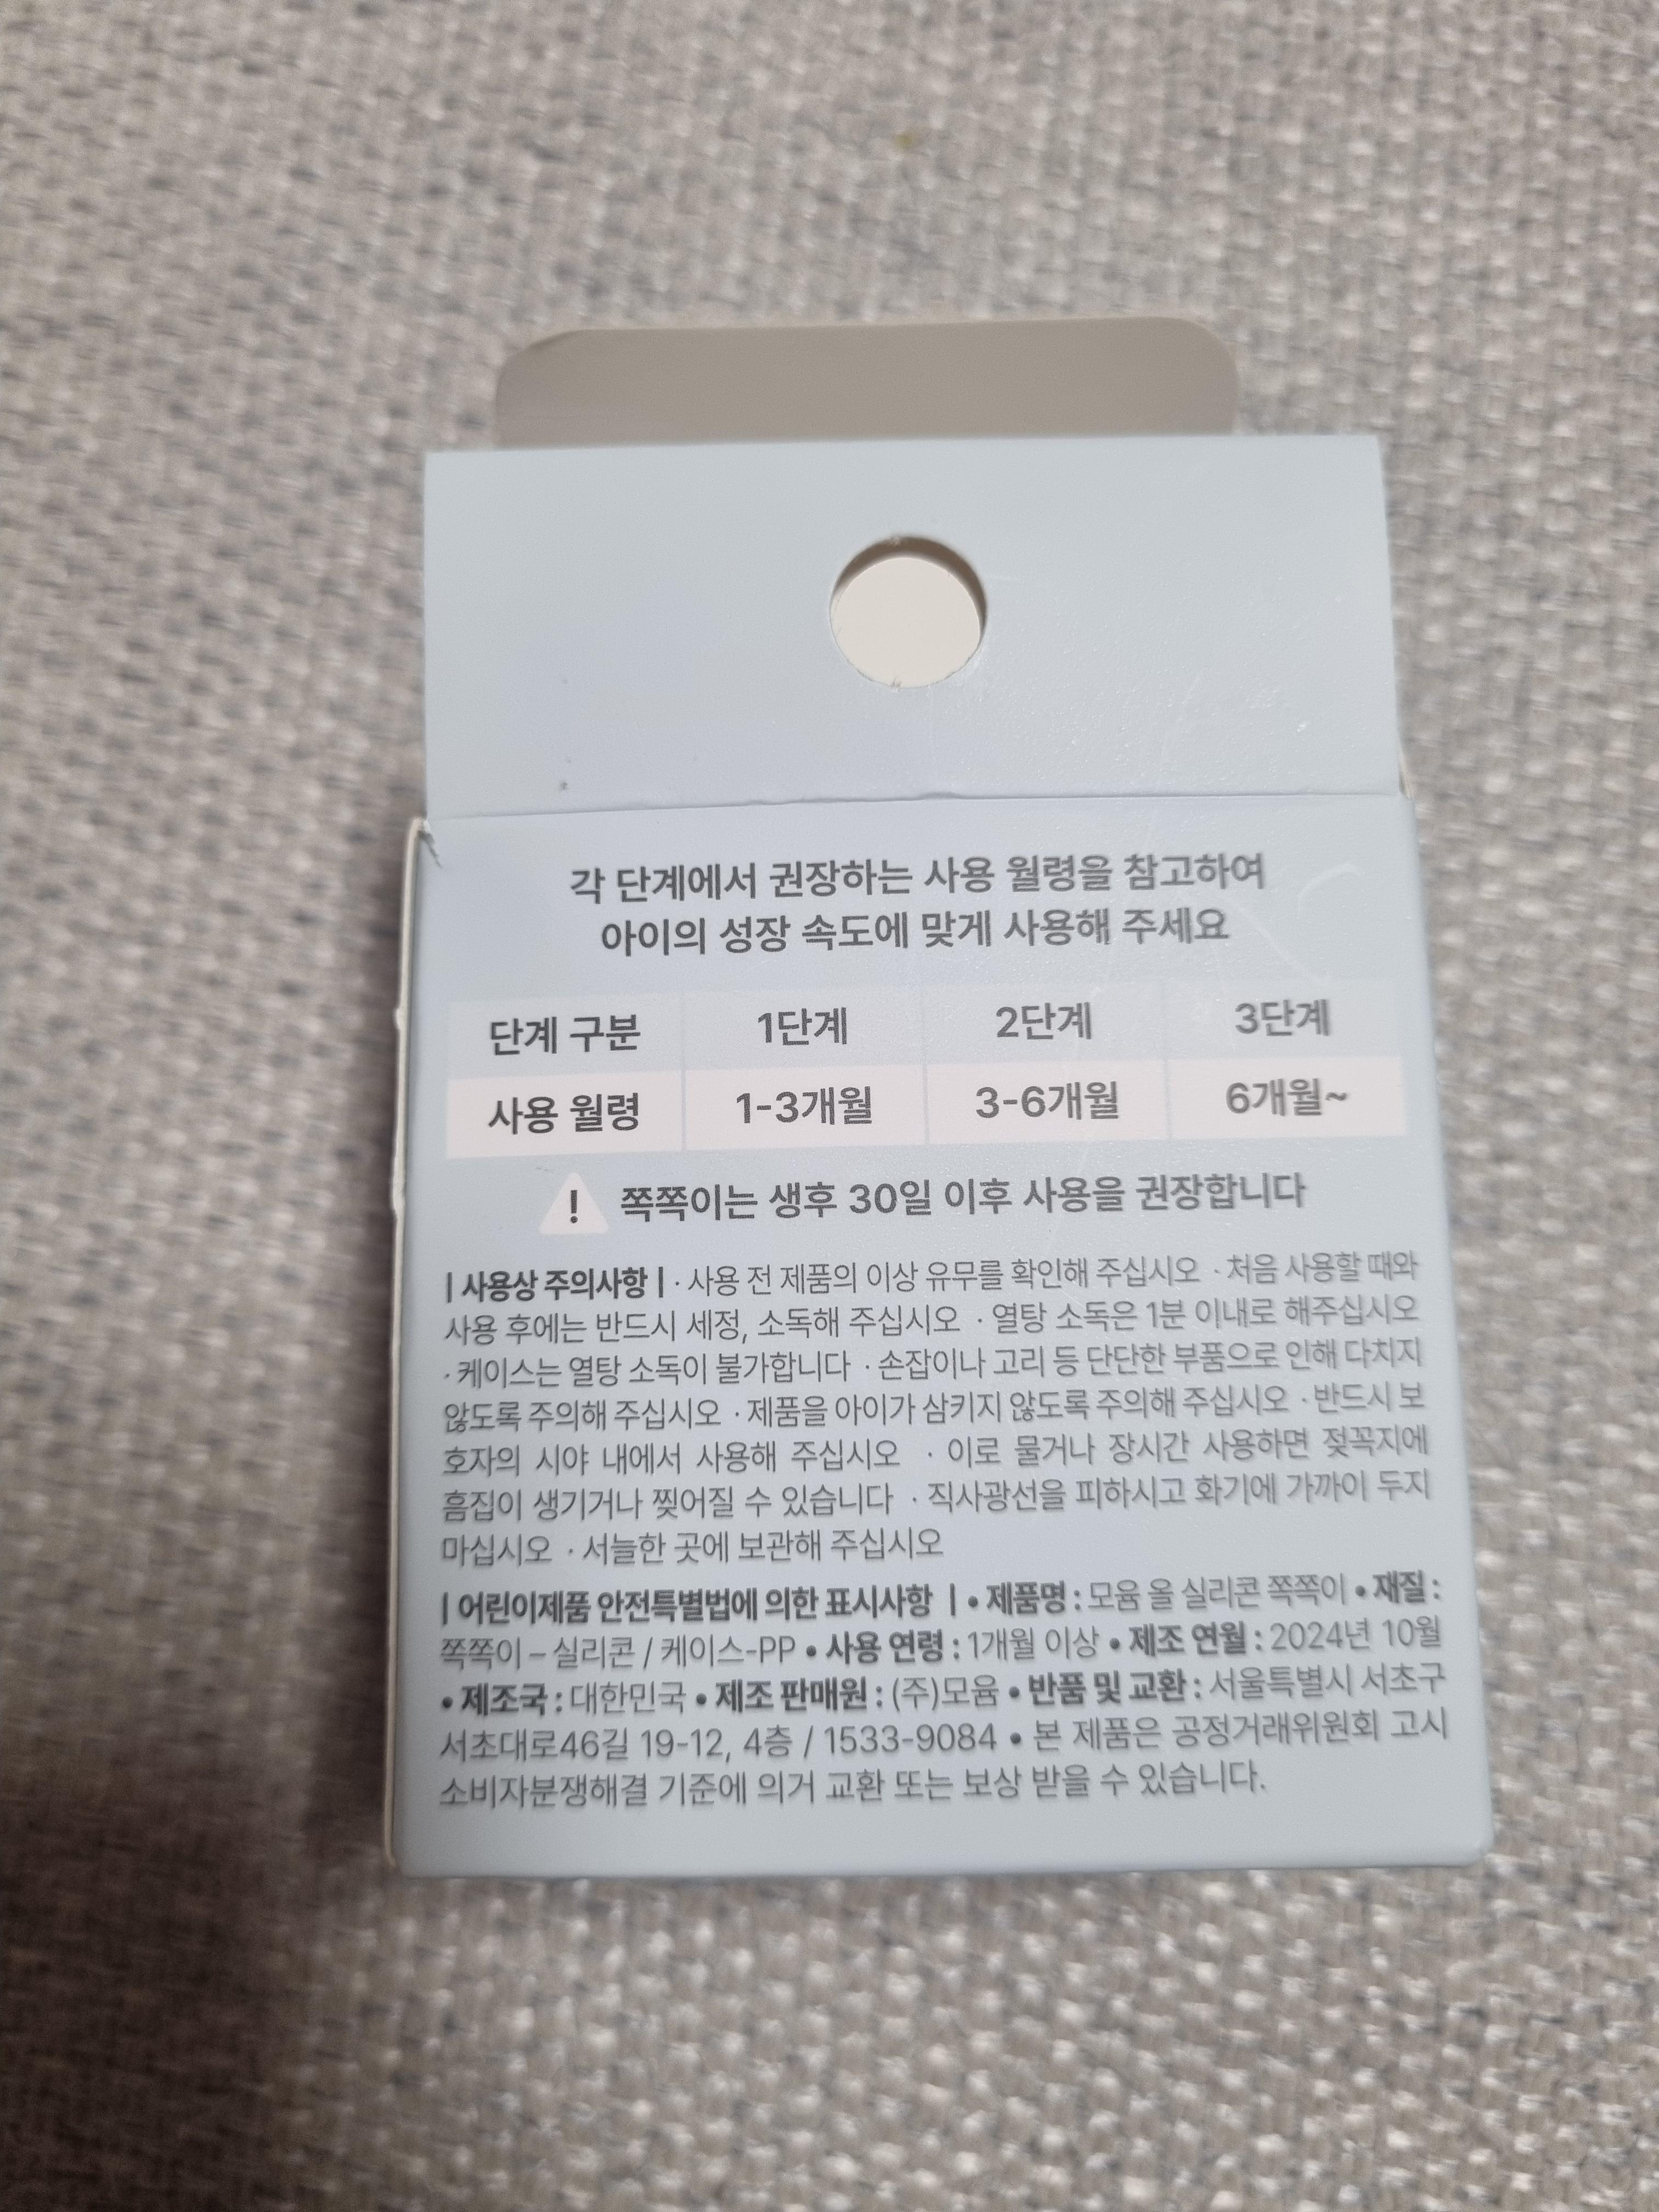 각 단계에서 권장하는 사용 월령을 참고하여
아이의 성장 속도에 맞게 사용해 주세요
단계 구분 1단계 2단계 3단계
사용 월령 1-3개월 3-6개월 6개월~
! 쪽쪽이는 생후 30일 이후 사용을 권장합니다
| 사용상 주의사항 | · 사용 전 제품의 이상 유무를 확인해 주십시오 · 처음 사용할 때와
사용 후에는 반드시 세정, 소독해 주십시오 · 열탕 소독은 1분 이내로 해주십시오
· 케이스는 열탕 소독이 불가합니다 · 손잡이나 고리 등 단단한 부품으로 인해 다치지
않도록 주의해 주십시오 · 제품을 아이가 삼키지 않도록 주의해 주십시오 · 반드시 보
호자의 시야 내에서 사용해 주십시오 · 이로 물거나 장시간 사용하면 젖꼭지에
흠집이 생기거나 찢어질 수 있습니다 · 직사광선을 피하시고 화기에 가까이 두지
마십시오 · 서늘한 곳에 보관해 주십시오
| 어린이제품 안전특별법에 의한 표시사항 | • 제품명 : 모윰 올 실리콘 쪽쪽이 • 재질 :
쪽쪽이 – 실리콘 / 케이스-PP • 사용 연령 : 1개월 이상 • 제조 연월 : 2024년 10월
• 제조국 : 대한민국 • 제조 판매원 : (주)모윰 • 반품 및 교환 : 서울특별시 서초구
서초대로46길 19-12, 4층 / 1533-9084 • 본 제품은 공정거래위원회 고시
소비자분쟁해결 기준에 의거 교환 또는 보상 받을 수 있습니다.